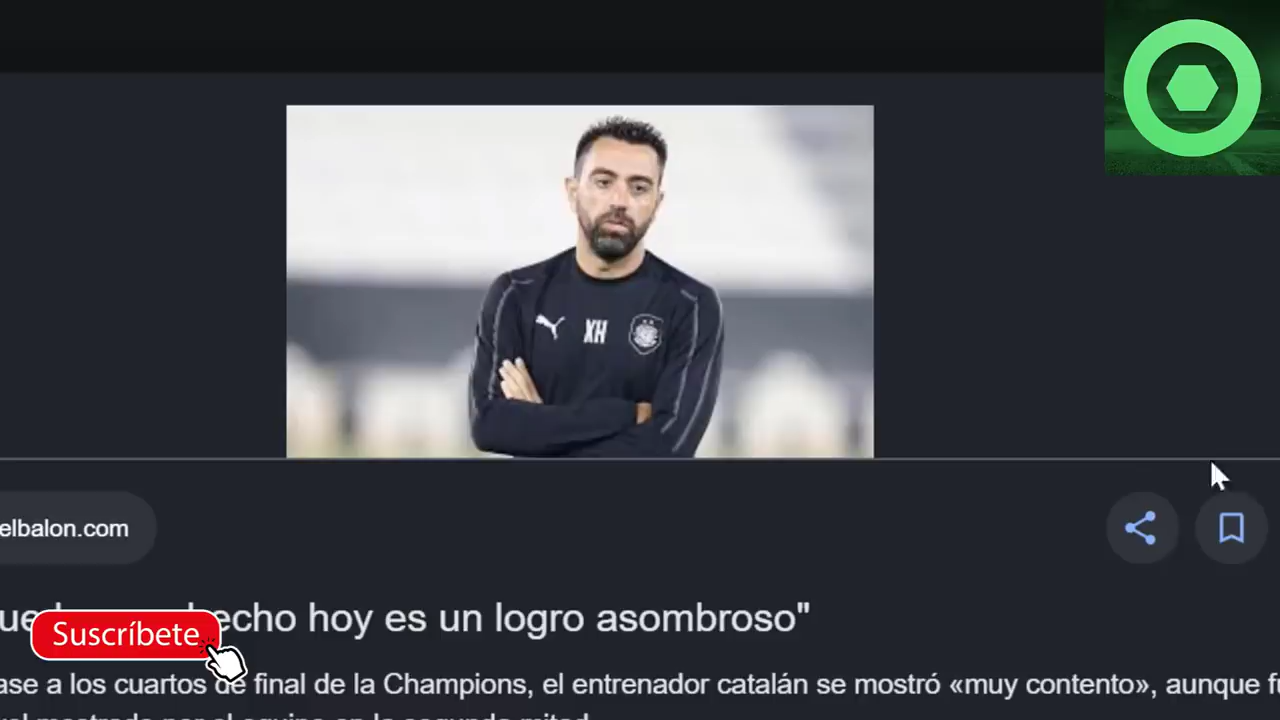 XH
elbalon.com
echo hoy es un logro asombroso"
Suscríbete
ase a los cuartos de final de la Champions, el entrenador catalán se mostró «muy contento», aunque fu